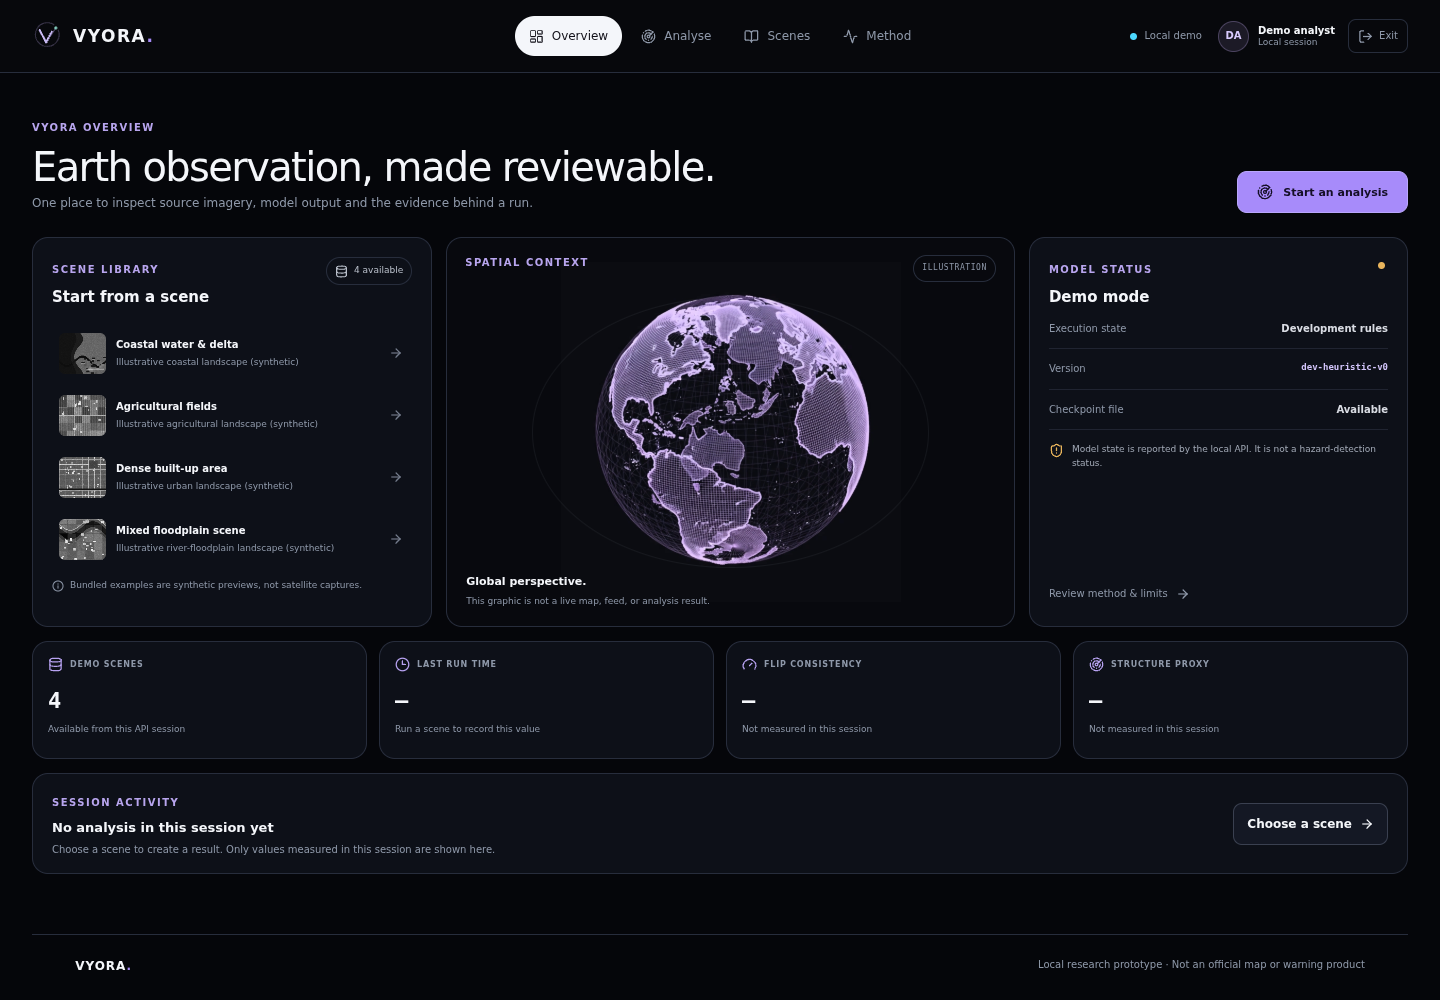 VYORA.
Overview
Analyse
Scenes
Method
Local demo
DA
Demo analyst
Local session
Exit
VYORA OVERVIEW
Earth observation, made reviewable.
One place to inspect source imagery, model output and the evidence behind a run.
Start an analysis
SCENE LIBRARY
4 available
Start from a scene
Coastal water & delta
Illustrative coastal landscape (synthetic)
Agricultural fields
Illustrative agricultural landscape (synthetic)
Dense built-up area
Illustrative urban landscape (synthetic)
Mixed floodplain scene
Illustrative river-floodplain landscape (synthetic)
Bundled examples are synthetic previews, not satellite captures.
SPATIAL CONTEXT
ILLUSTRATION
Global perspective.
This graphic is not a live map, feed, or analysis result.
MODEL STATUS
Demo mode
Execution state Development rules
Version dev-heuristic-v0
Checkpoint file Available
Model state is reported by the local API. It is not a hazard-detection
status.
Review method & limits
DEMO SCENES
4
Available from this API session
LAST RUN TIME
—
Run a scene to record this value
FLIP CONSISTENCY
—
Not measured in this session
STRUCTURE PROXY
—
Not measured in this session
SESSION ACTIVITY
No analysis in this session yet
Choose a scene to create a result. Only values measured in this session are shown here.
Choose a scene
VYORA.
Local research prototype · Not an official map or warning product